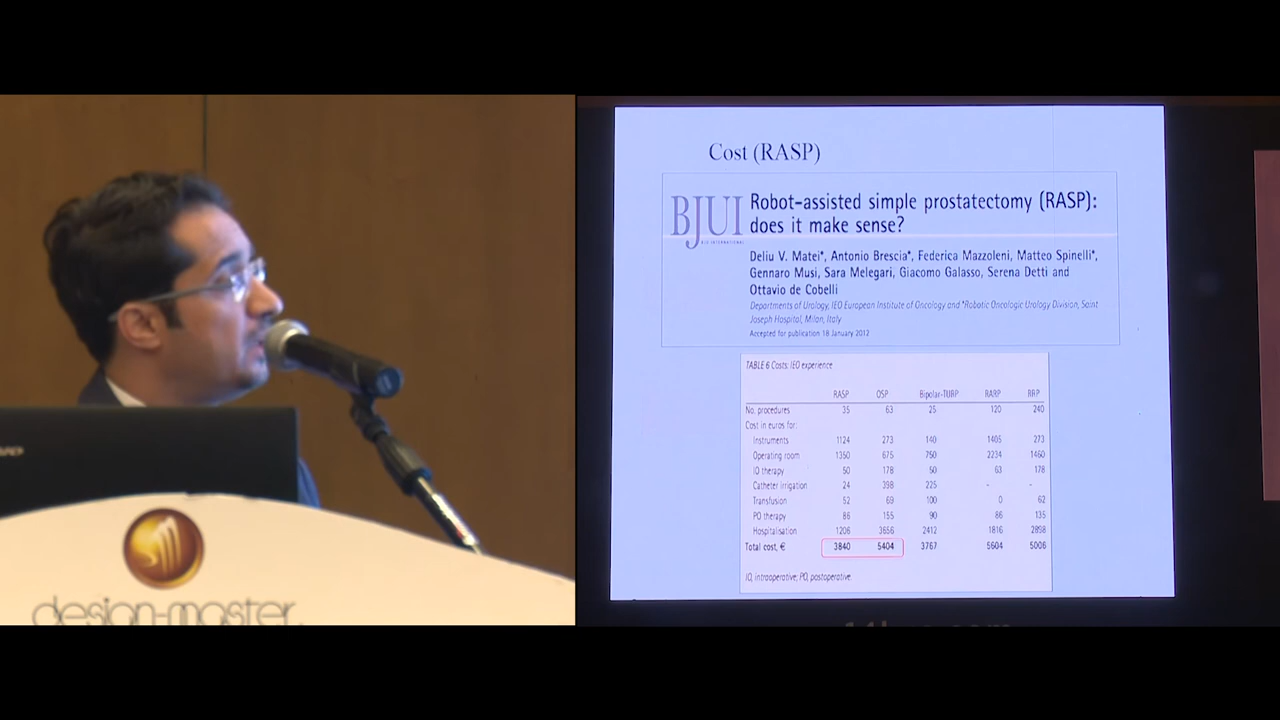 Cost (RASP)
BJUI
BJU INTERNATIONAL
Robot-assisted simple prostatectomy (RASP):
does it make sense?
Deliu V. Matei*, Antonio Brescia*, Federica Mazzoleni, Matteo Spinelli*,
Gennaro Musi, Sara Melegari, Giacomo Galasso, Serena Detti and
Ottavio de Cobelli
Departments of Urology, IEO European Institute of Oncology and *Robotic Oncologic Urology Division, Saint
Joseph Hospital, Milan, Italy
Accepted for publication 18 January 2012
TABLE 6 Costs: IEO experience
RASP OSP Bipolar-TURP RARP RRP
No. procedures 35 63 25 120 240
Cost in euros for:
Instruments 1124 273 140 1405 273
Operating room 1350 675 750 2234 1460
IO therapy 50 178 50 63 178
Catheter irrigation 24 398 225 - -
Transfusion 52 69 100 0 62
PO therapy 86 155 90 86 135
Hospitalisation 1206 3656 2412 1816 2898
Total cost, € 3840 5404 3767 5604 5006
IO, intraoperative; PO, postoperative.
design-master